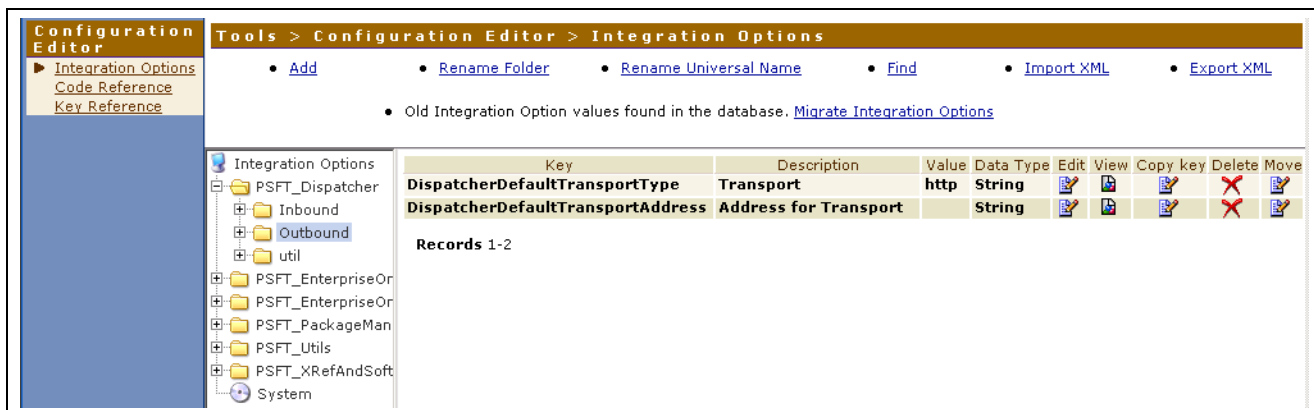 Configuration
Editor
Integration Options
Code Reference
Key Reference
Tools > Configuration Editor > Integration Options
• Add • Rename Folder • Rename Universal Name • Find • Import XML • Export XML
• Old Integration Option values found in the database. Migrate Integration Options
Integration Options
PSFT_Dispatcher
Inbound
Outbound
util
PSFT_EnterpriseOr
PSFT_EnterpriseOr
PSFT_PackageMan
PSFT_Utils
PSFT_XRefAndSoft
System
Key Description Value Data Type Edit View Copy key Delete Move
DispatcherDefaultTransportType Transport http String
DispatcherDefaultTransportAddress Address for Transport String
Records 1-2